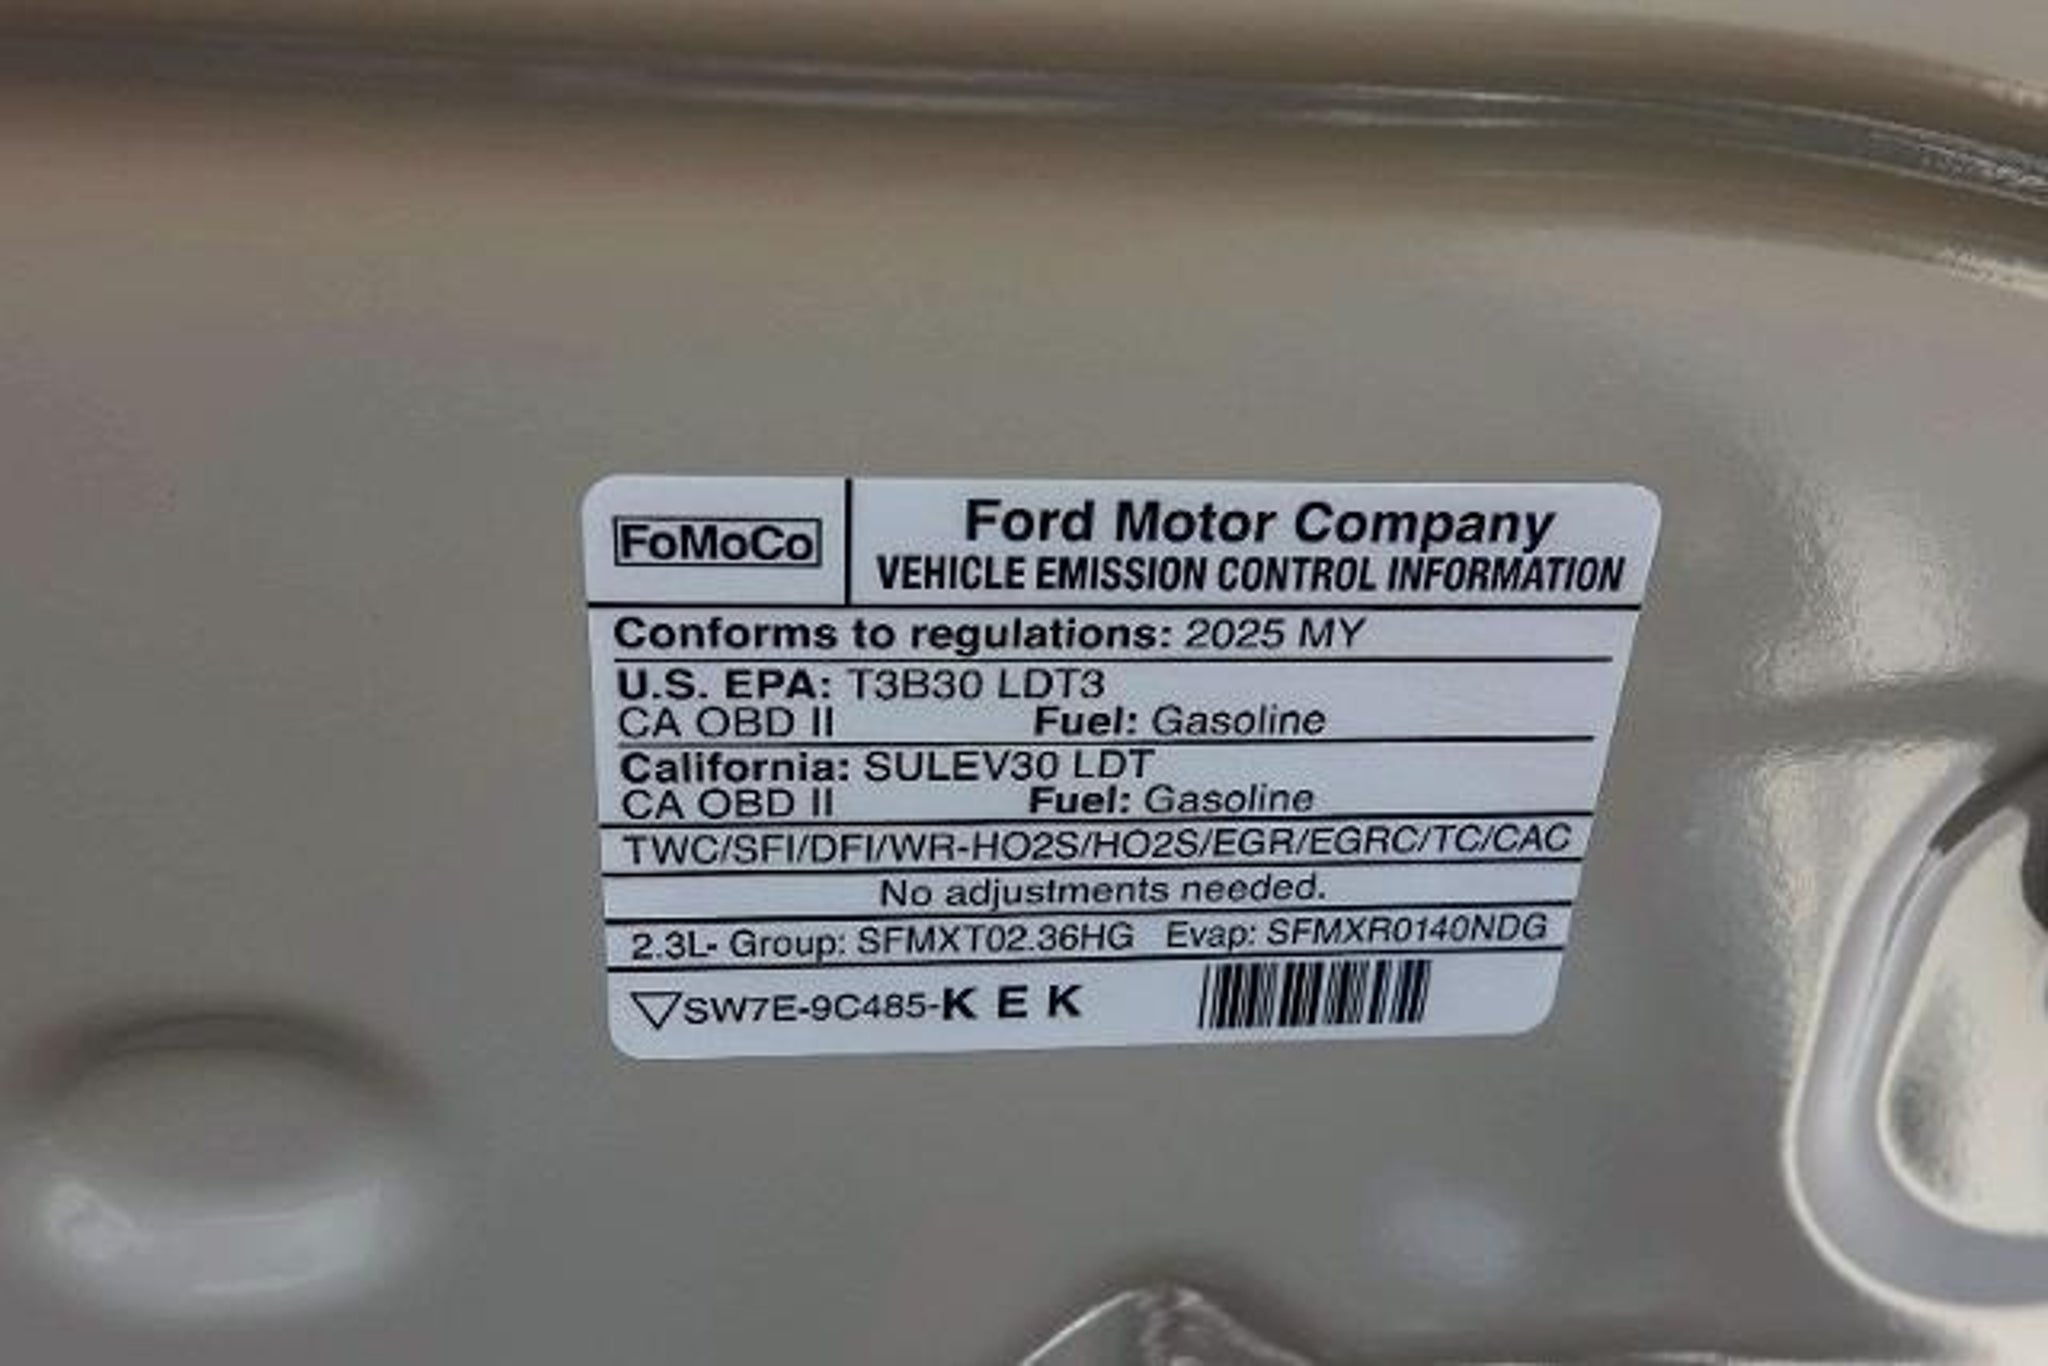 FoMoCo
Ford Motor Company
VEHICLE EMISSION CONTROL INFORMATION
Conforms to regulations: 2025 MY
U.S. EPA: T3B30 LDT3
CA OBD II Fuel: Gasoline
California: SULEV30 LDT
CA OBD II Fuel: Gasoline
TWC/SFI/DFI/WR-HO2S/HO2S/EGR/EGRC/TC/CAC
No adjustments needed.
2.3L- Group: SFMXT02.36HG Evap: SFMXR0140NDG
SW7E-9C485-K E K